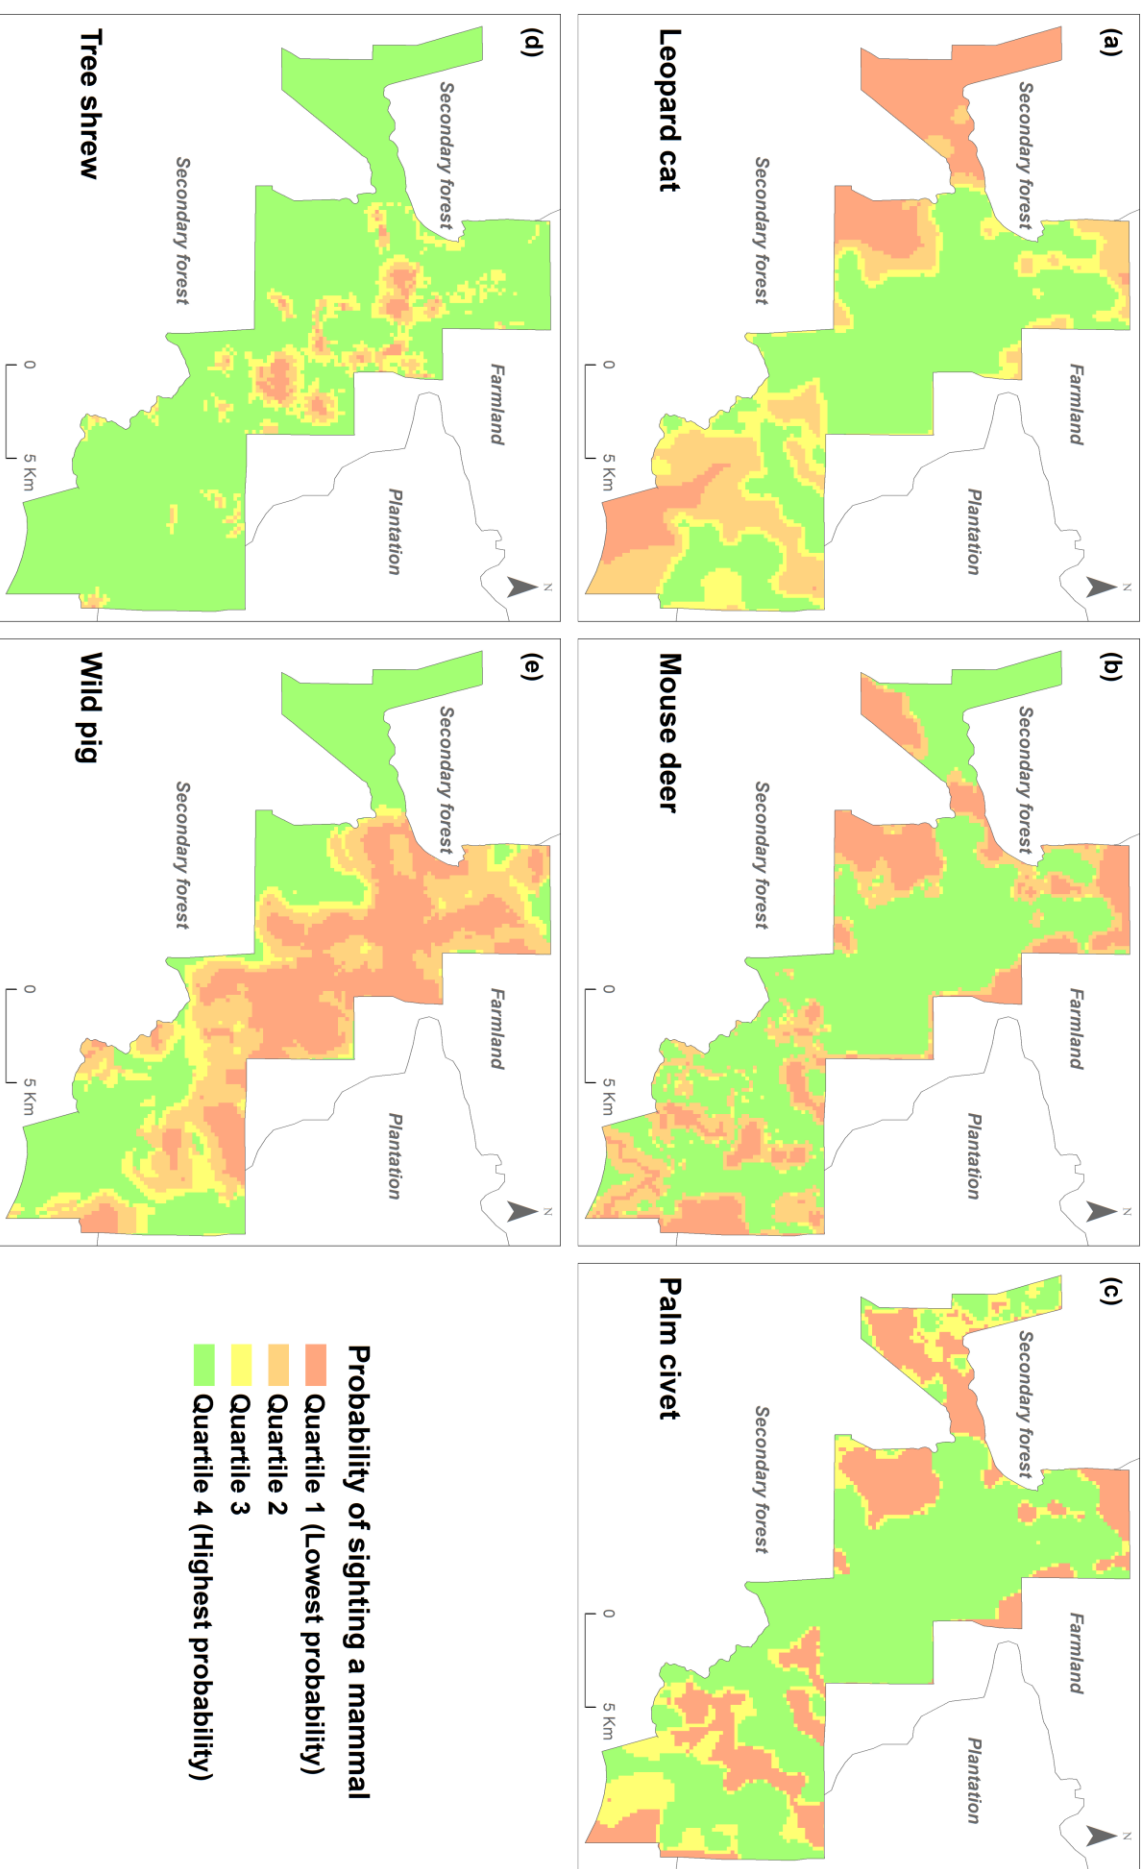 (a)
N
Secondary forest
Farmland
Plantation
Secondary forest
Leopard cat
0
5 Km
(b)
N
Secondary forest
Farmland
Plantation
Secondary forest
Mouse deer
0
5 Km
(c)
N
Secondary forest
Farmland
Plantation
Secondary forest
Palm civet
0
5 Km
(d)
N
Secondary forest
Farmland
Plantation
Secondary forest
Tree shrew
0
5 Km
(e)
N
Secondary forest
Farmland
Plantation
Secondary forest
Wild pig
0
5 Km
Probability of sighting a mammal
Quartile 1 (Lowest probability)
Quartile 2
Quartile 3
Quartile 4 (Highest probability)